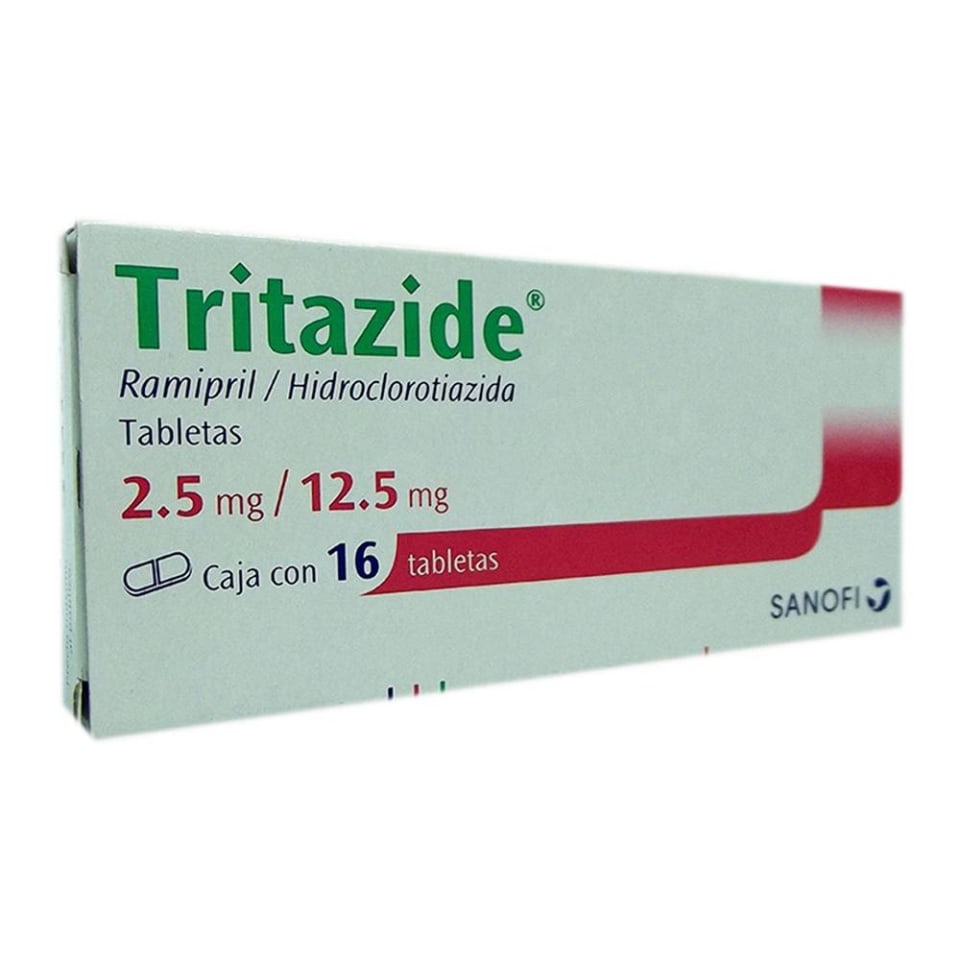 Tritazide®
Ramipril / Hidroclorotiazida
Tabletas
2.5 mg / 12.5 mg
Caja con 16 tabletas
SANOFI